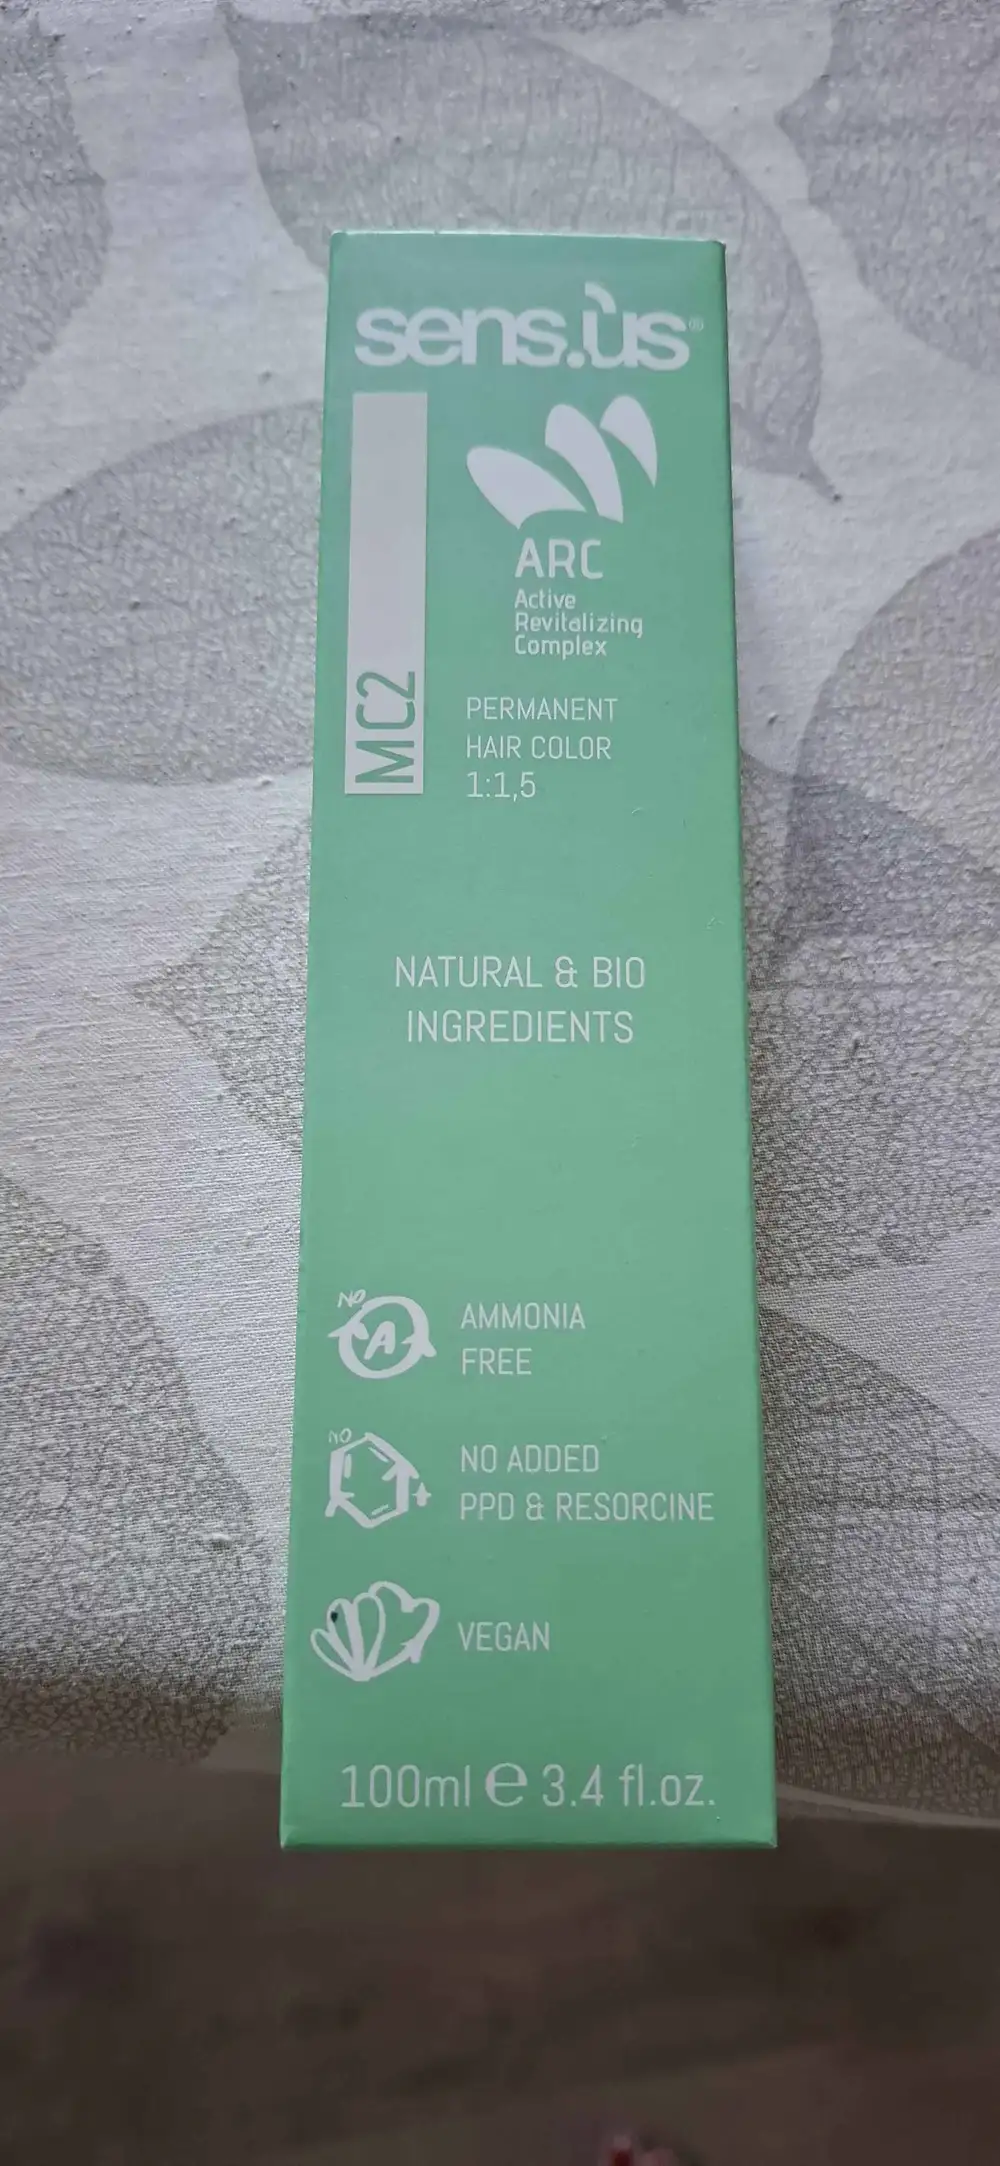 sens.ùs®
ARC
Active
Revitalizing
Complex
MC2
PERMANENT
HAIR COLOR
1:1,5
NATURAL & BIO
INGREDIENTS
NO
A
AMMONIA
FREE
NO
NO ADDED
PPD & RESORCINE
VEGAN
100ml e 3.4 fl.oz.